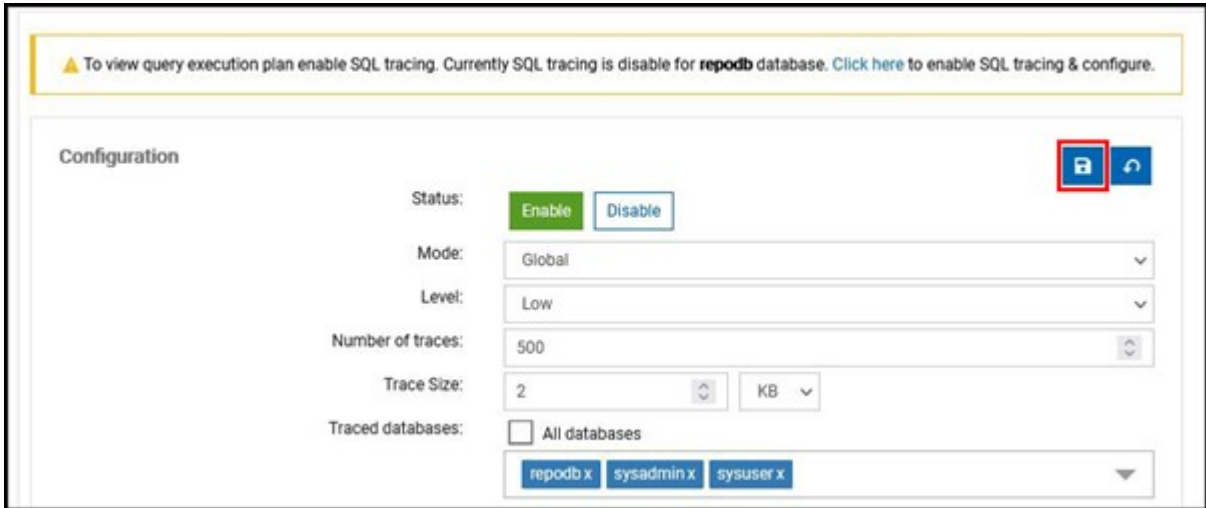 To view query execution plan enable SQL tracing. Currently SQL tracing is disable for repodb database. Click here to enable SQL tracing & configure.
Configuration
Status:
Enable Disable
Mode: Global
Level: Low
Number of traces: 500
Trace Size: 2 KB
Traced databases: All databases
repodb x sysadmin x sysuser x